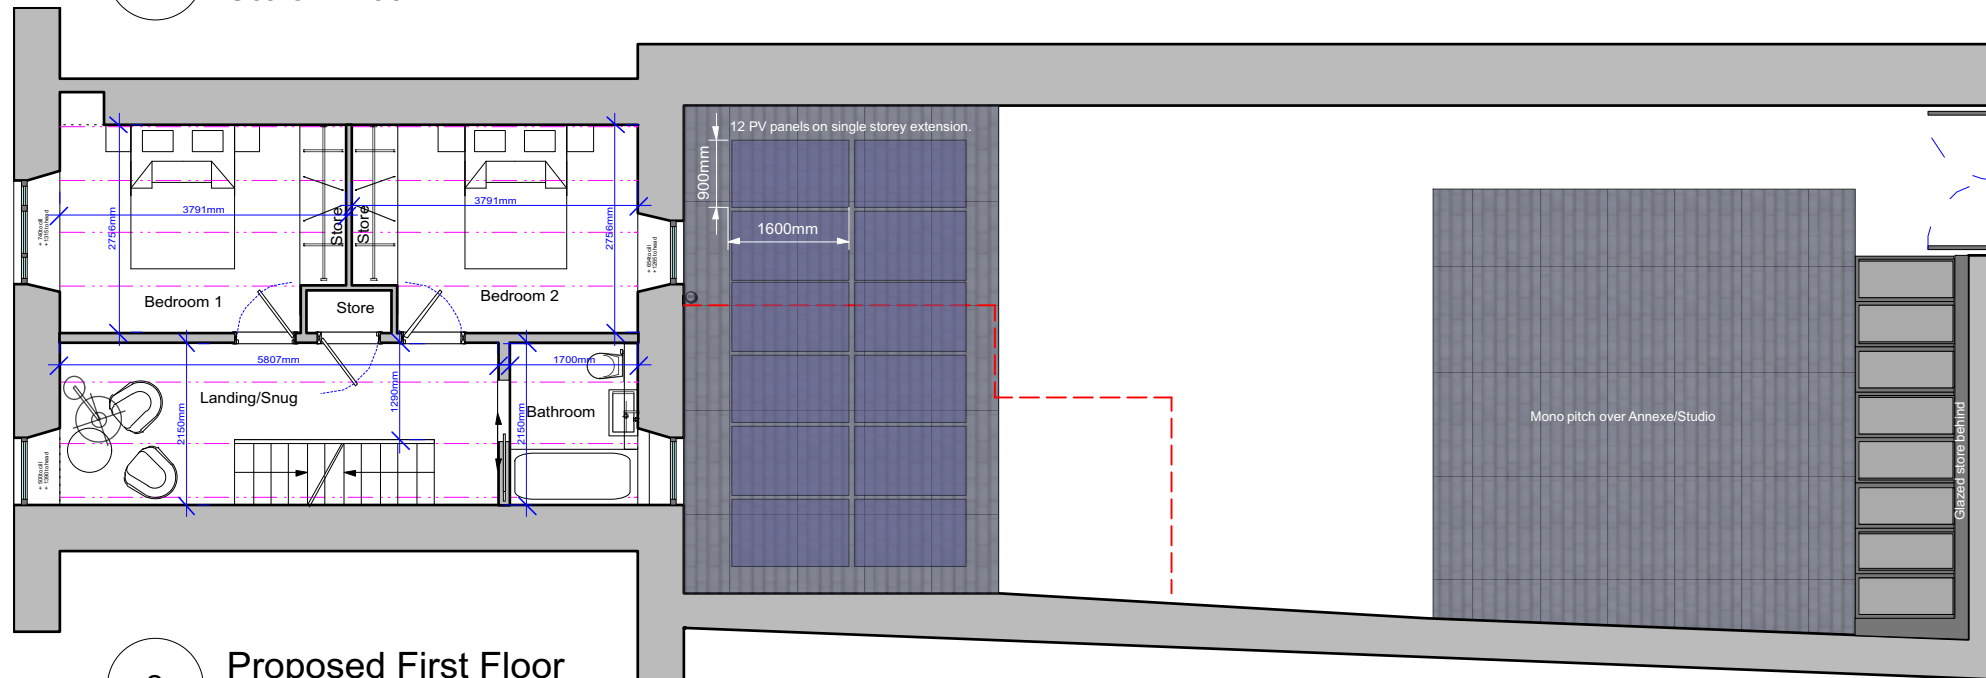 12 PV panels on single storey extension.
900mm
1600mm
3791mm
3791mm
2756mm
2756mm
Store
Store
Bedroom 1
Store
Bedroom 2
5807mm
1700mm
Landing/Snug
1290mm
2150mm
2150mm
Bathroom
Mono pitch over Annexe/Studio
Glazed store behind
Proposed First Floor